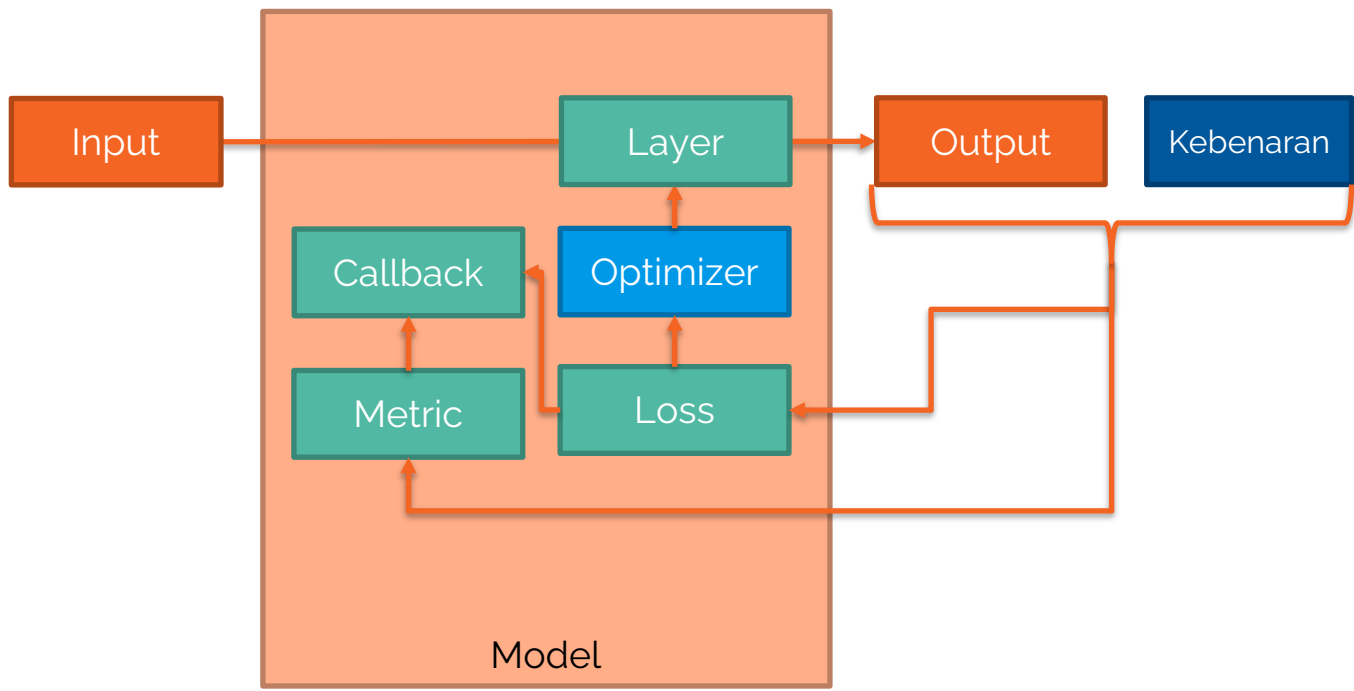 Input
Layer
Output
Kebenaran
Callback
Optimizer
Metric
Loss
Model